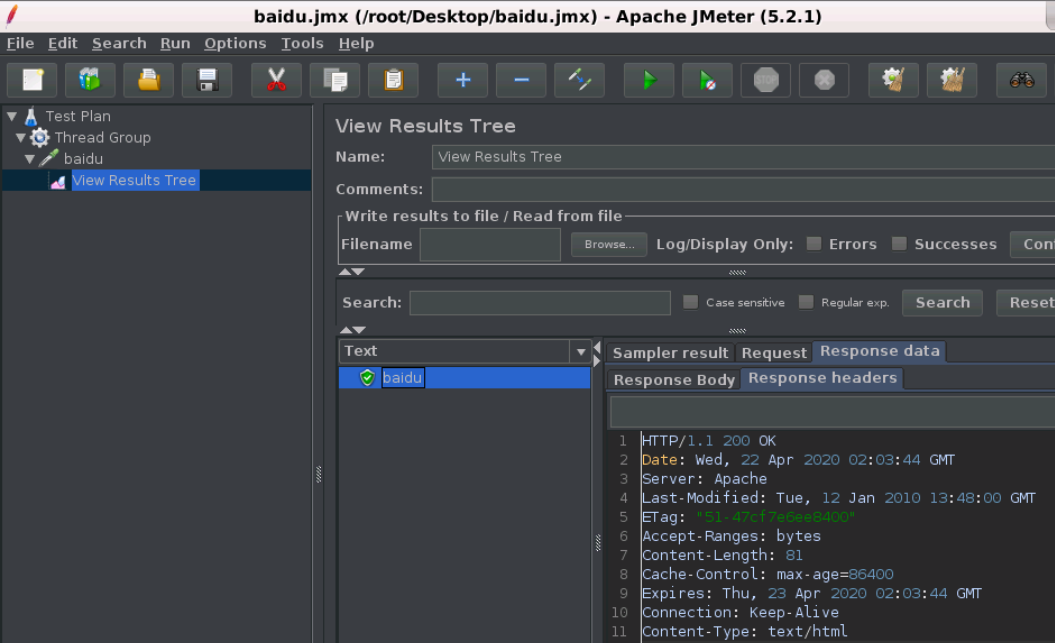 baidu.jmx (/root/Desktop/baidu.jmx) - Apache JMeter (5.2.1)
File Edit Search Run Options Tools Help
STOP
Test Plan
Thread Group
baidu
View Results Tree
View Results Tree
Name: View Results Tree
Comments:
Write results to file / Read from file
Filename Browse... Log/Display Only: Errors Successes Con
Search: Case sensitive Regular exp. Search Reset
Text
baidu
Sampler result Request Response data
Response Body Response headers
1 HTTP/1.1 200 OK
2 Date: Wed, 22 Apr 2020 02:03:44 GMT
3 Server: Apache
4 Last-Modified: Tue, 12 Jan 2010 13:48:00 GMT
5 ETag: "51-47cf7e6ee8400"
6 Accept-Ranges: bytes
7 Content-Length: 81
8 Cache-Control: max-age=86400
9 Expires: Thu, 23 Apr 2020 02:03:44 GMT
10 Connection: Keep-Alive
11 Content-Type: text/html